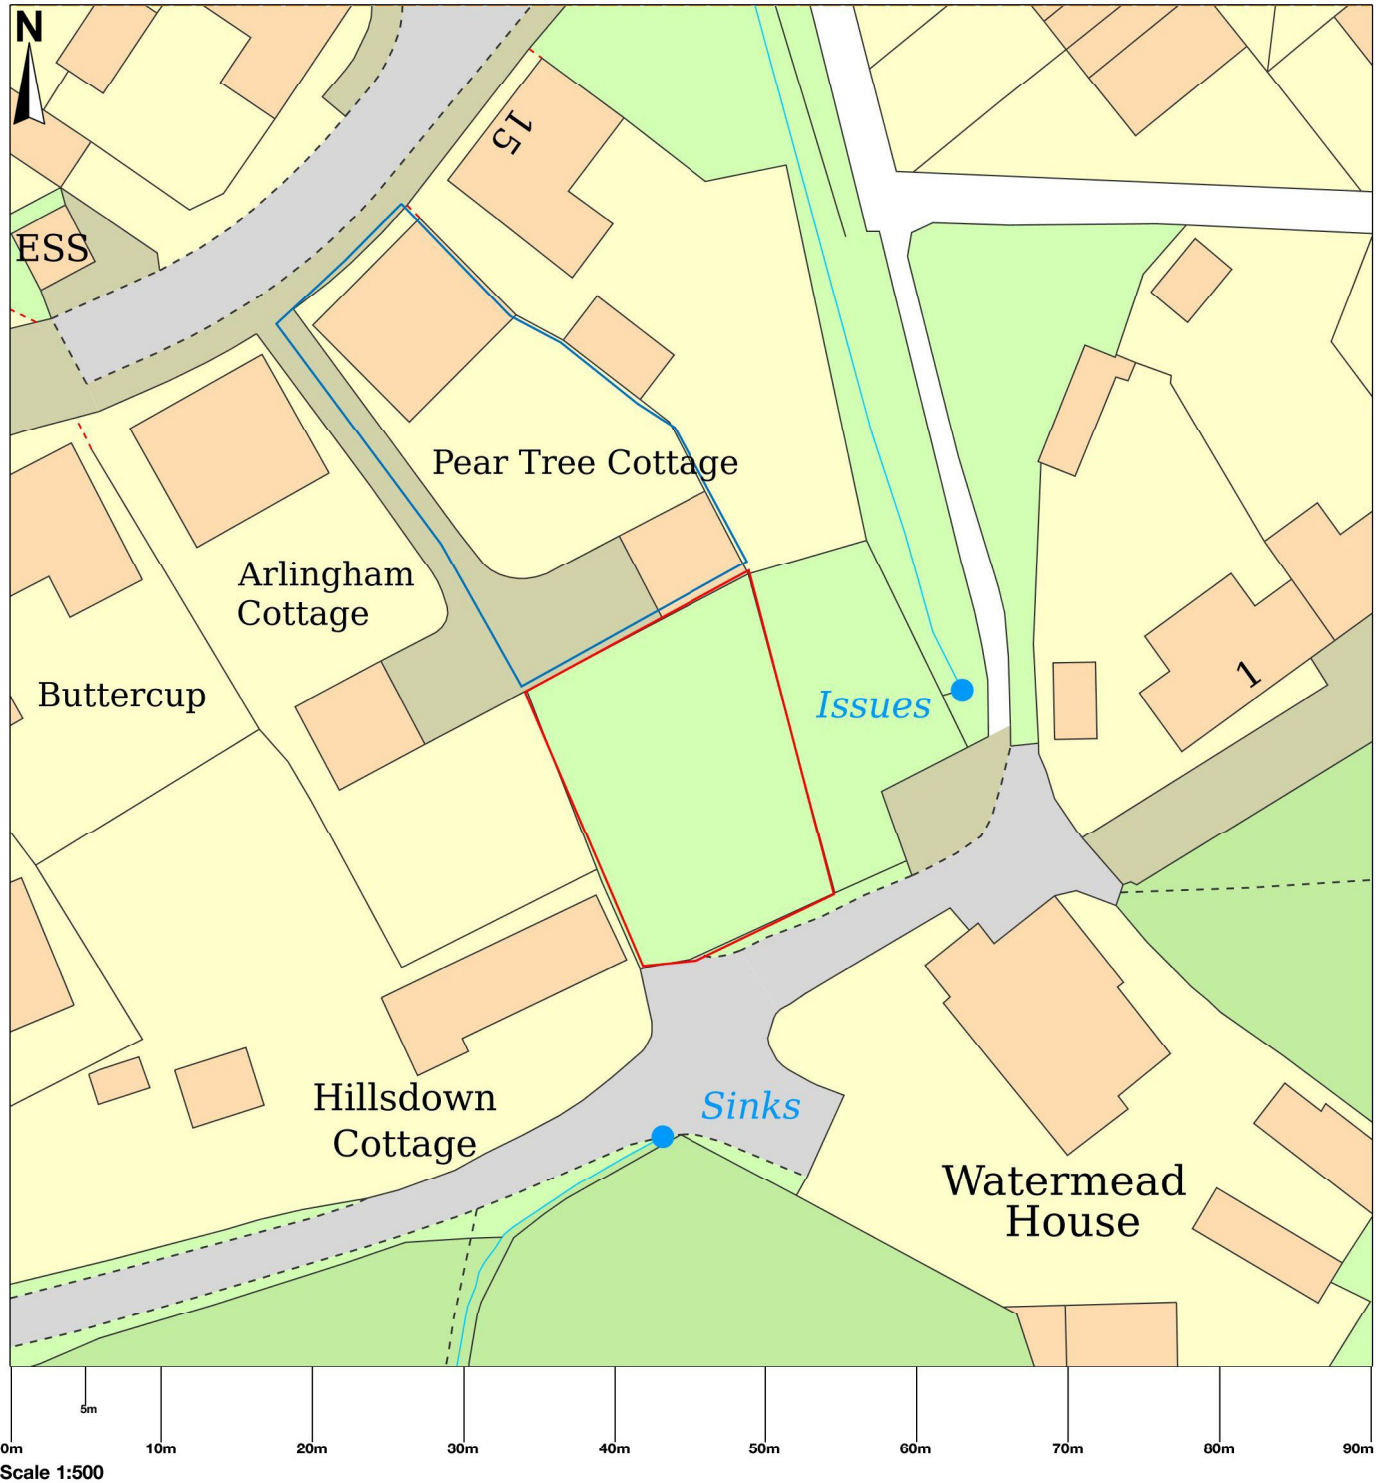 N
15
ESS
Pear Tree Cottage
Arlingham
Cottage
Buttercup
Issues
1
Hillsdown
Cottage
Sinks
Watermead
House
5m
0m 10m 20m 30m 40m 50m 60m 70m 80m 90m
Scale 1:500